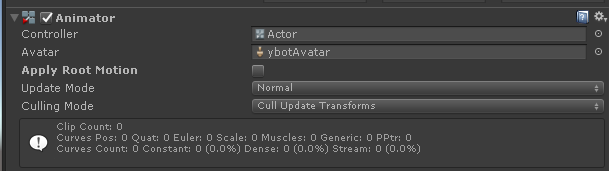 Animator
Controller Actor
Avatar ybotAvatar
Apply Root Motion
Update Mode Normal
Culling Mode Cull Update Transforms
Clip Count: 0
Curves Pos: 0 Quat: 0 Euler: 0 Scale: 0 Muscles: 0 Generic: 0 PPtr: 0
Curves Count: 0 Constant: 0 (0.0%) Dense: 0 (0.0%) Stream: 0 (0.0%)